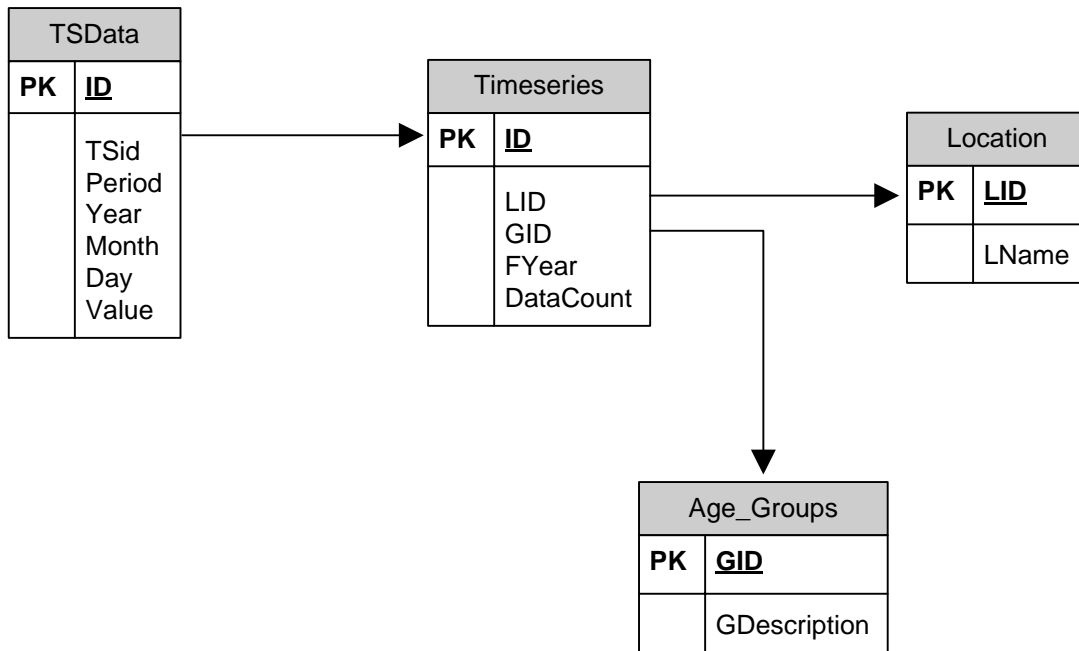 TSData
PK ID
TSid
Period
Year
Month
Day
Value
Timeseries
PK ID
LID
GID
FYear
DataCount
Location
PK LID
LName
Age_Groups
PK GID
GDescription